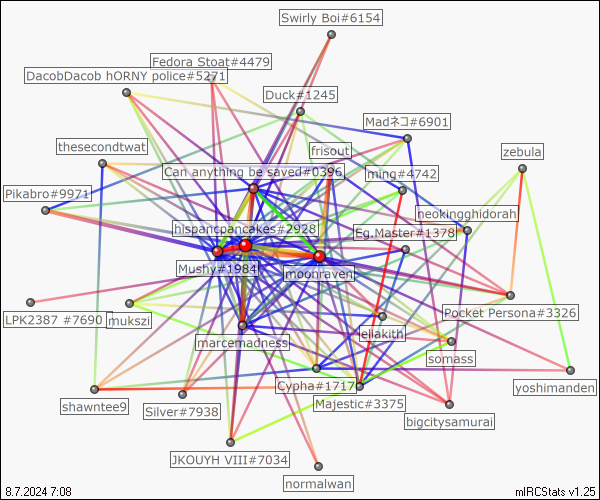 Swirly Boi#6154
Fedora Stoat#4479
DacobDacob hORNY police#5271
Duck#1245
Madネコ#6901
thesecondtwat
frisout
zebula
Can anything be saved#0396
ming#4742
Pikabro#9971
neokingghidorah
hispancpancakes#2928
Eg.Master#1378
Mushy#1984
moonraven
LPK2387 #7690
mukszi
Pocket Persona#3326
ellakith
marcemadness
somass
Cypha#1717
yoshimanden
shawntee9
Silver#7938
Majestic#3375
bigcitysamurai
JKOUYH VIII#7034
normalwan
8.7.2024 7:08
mIRCStats v1.25